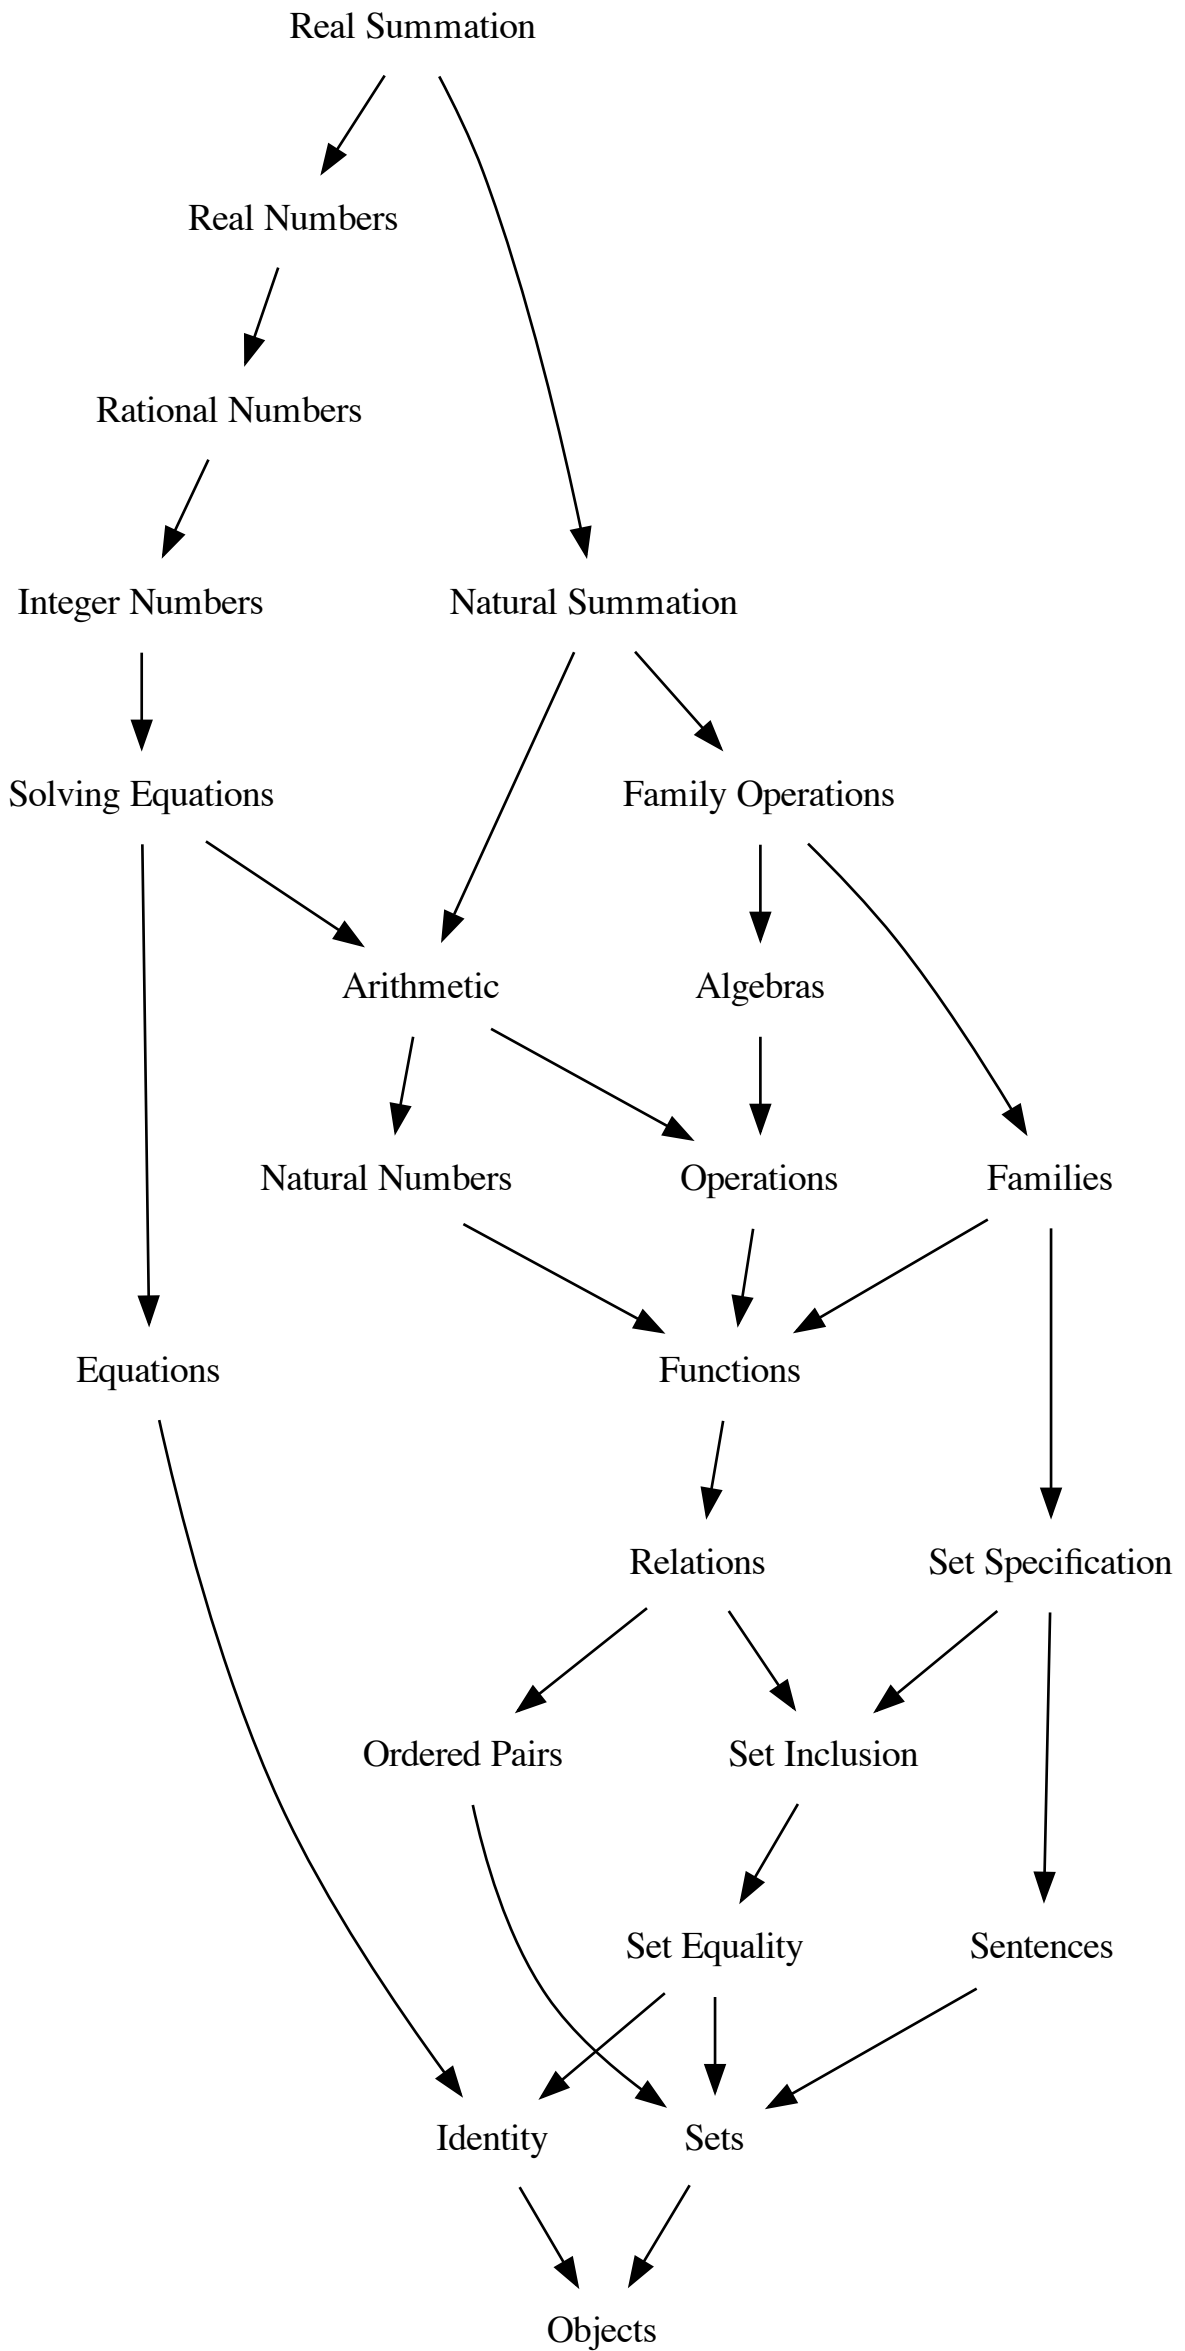 Real Summation
Real Numbers
Rational Numbers
Integer Numbers
Natural Summation
Solving Equations
Family Operations
Arithmetic
Algebras
Natural Numbers
Operations
Families
Equations
Functions
Relations
Set Specification
Ordered Pairs
Set Inclusion
Set Equality
Sentences
Identity
Sets
Objects